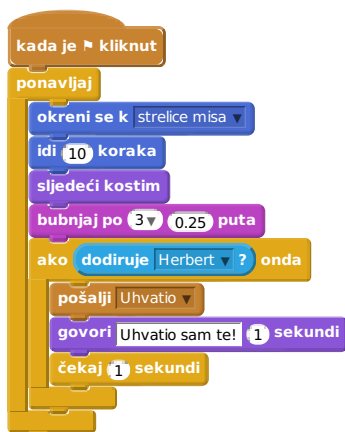 kada je ⚑ kliknut
ponavljaj
okreni se k strelice misa ▼
idi 10 koraka
sljedeći kostim
bubnjaj po 3▼ 0.25 puta
ako dodiruje Herbert ▼ ? onda
pošalji Uhvatio ▼
govori Uhvatio sam te! 1 sekundi
čekaj 1 sekundi